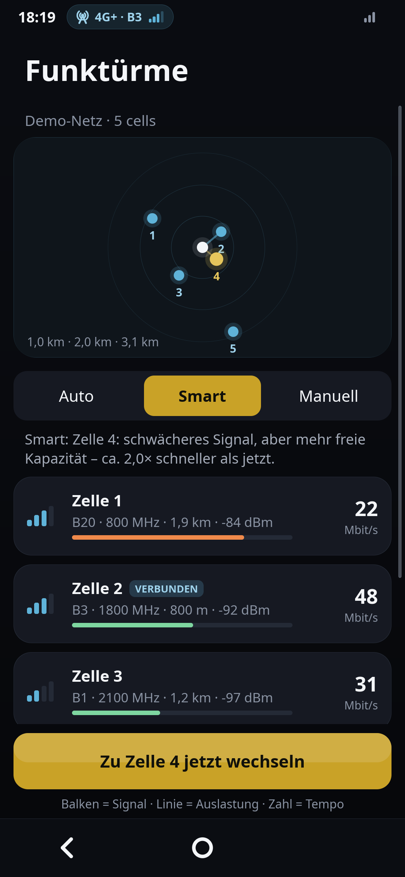 18:19 4G+ · B3
Funktürme
Demo-Netz · 5 cells
1
2
4
3
5
1,0 km · 2,0 km · 3,1 km
Auto Smart Manuell
Smart: Zelle 4: schwächeres Signal, aber mehr freie
Kapazität – ca. 2,0× schneller als jetzt.
Zelle 1
B20 · 800 MHz · 1,9 km · -84 dBm
22
Mbit/s
Zelle 2 VERBUNDEN
B3 · 1800 MHz · 800 m · -92 dBm
48
Mbit/s
Zelle 3
B1 · 2100 MHz · 1,2 km · -97 dBm
31
Mbit/s
Zu Zelle 4 jetzt wechseln
Balken = Signal · Linie = Auslastung · Zahl = Tempo